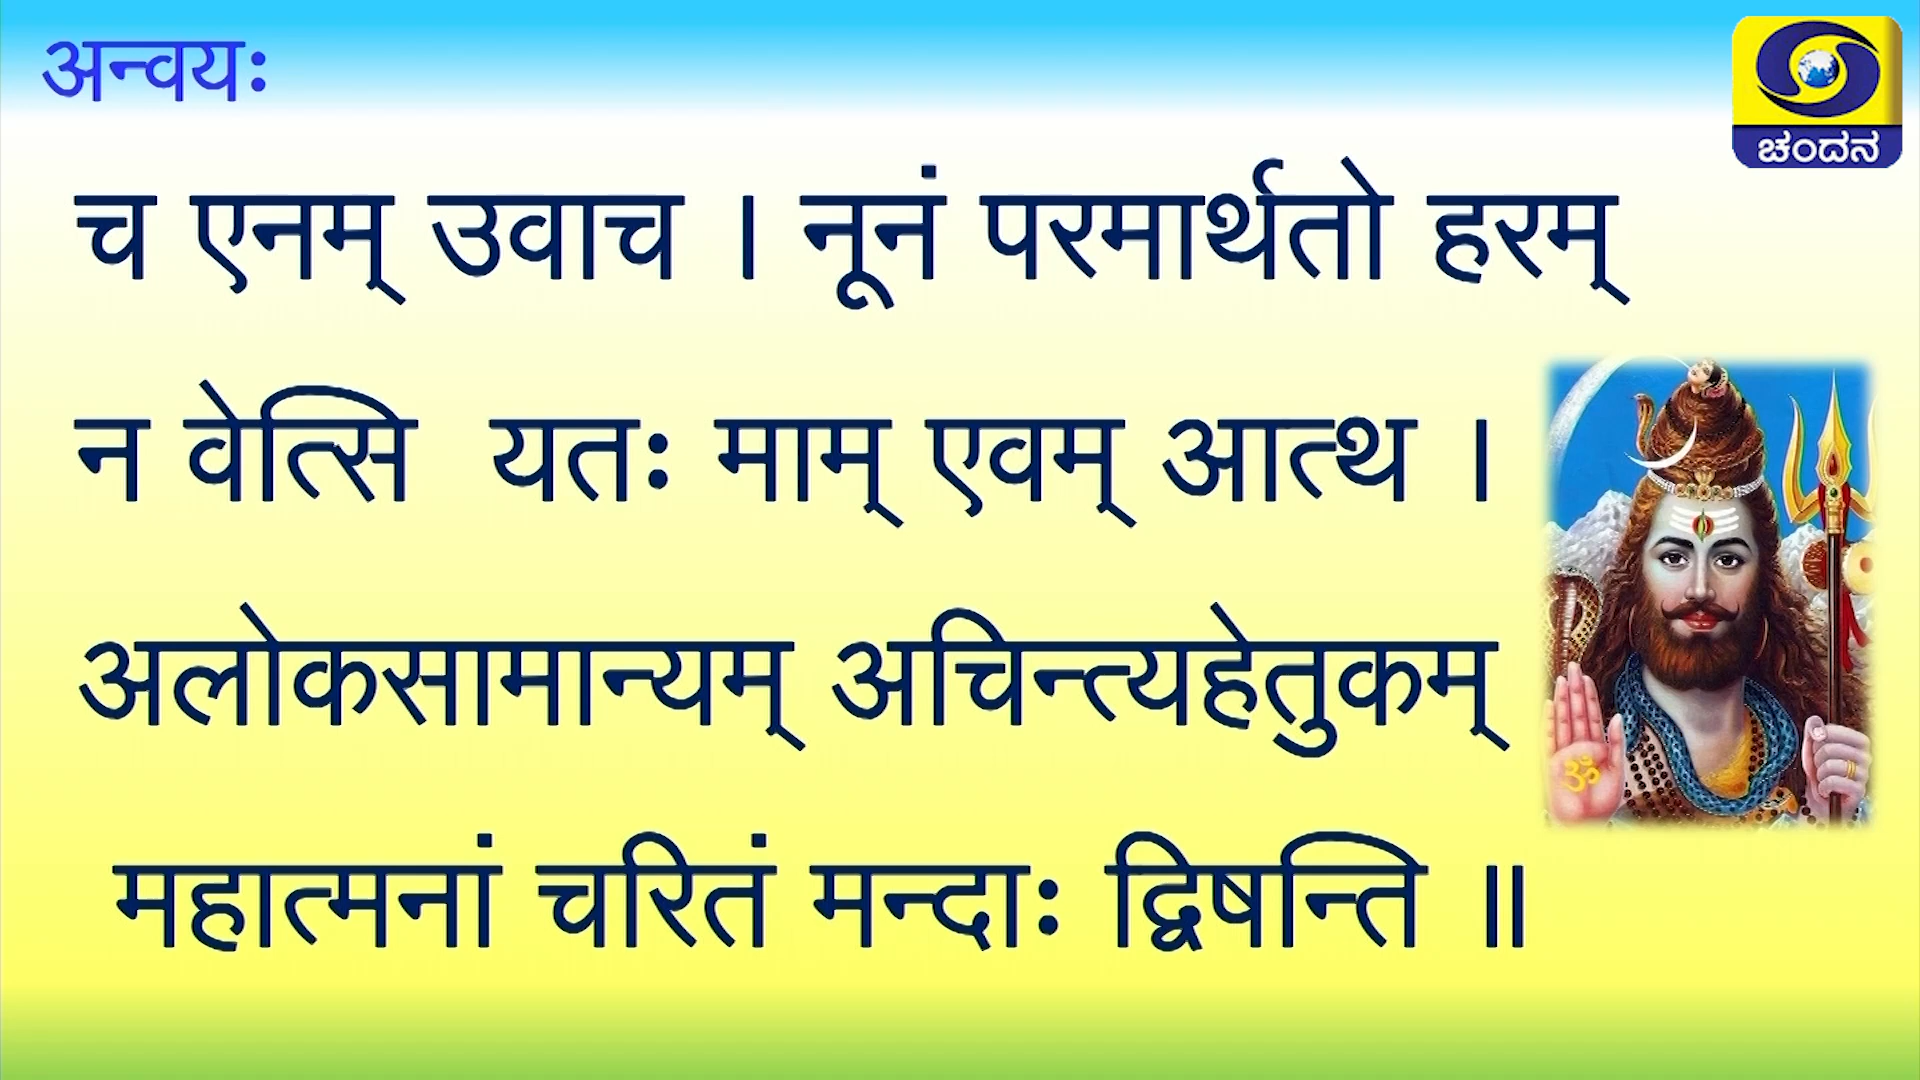 अन्वयः
ಚಂದನ
च एनम् उवाच । नूनं परमार्थतो हरम्
न वेत्सि यतः माम् एवम् आत्थ ।
अलोकसामान्यम् अचिन्त्यहेतुकम्
महात्मनां चरितं मन्दाः द्विषन्ति ॥
ॐ